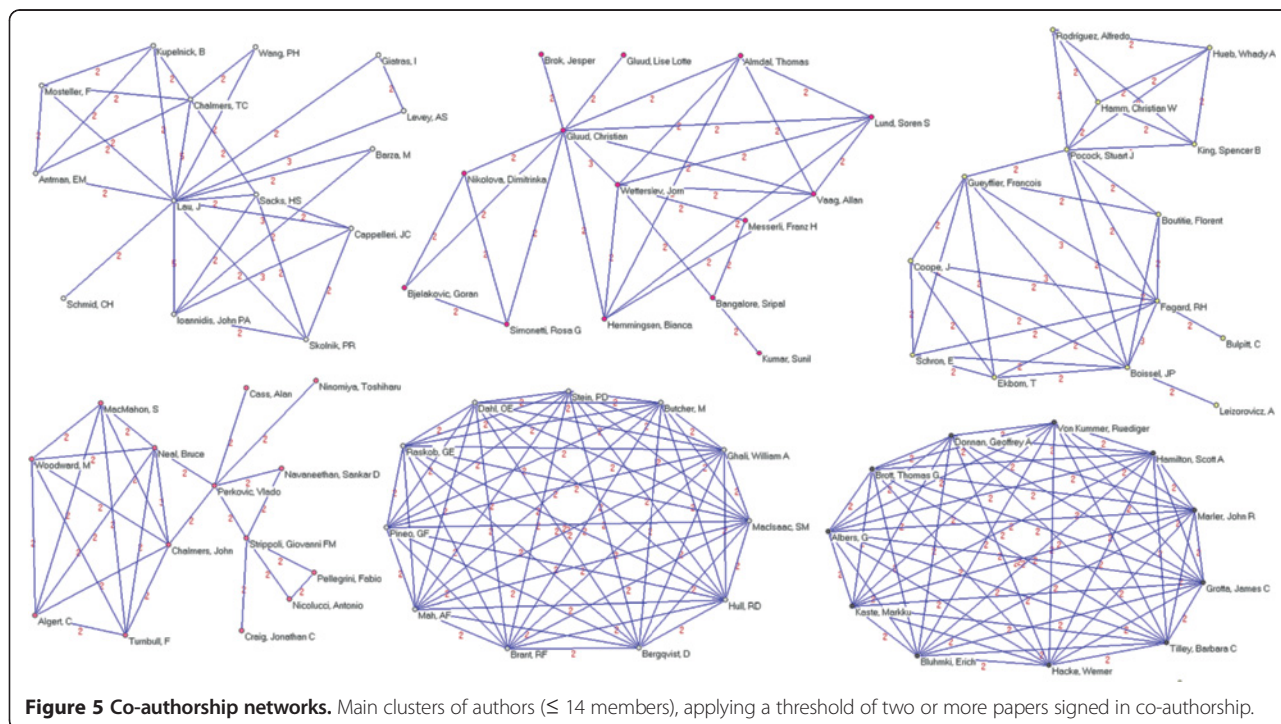 Kupelnick, B
Wang, PH
Giatras, I
Mosteller, F
Chalmers, TC
Levey, AS
Barza, M
Antman, EM
Lau, J
Sacks, HS
Cappelleri, JC
Schmid, CH
Ioannidis, John PA
Skolnik, PR
Brok, Jesper
Gluud, Lise Lotte
Almdal, Thomas
Lund, Soren S
Gluud, Christian
Nikolova, Dimitrinka
Wetterslev, Jorn
Vaag, Allan
Messerli, Franz H
Bjelakovic, Goran
Simonetti, Rosa G
Hemmingsen, Bianca
Bangalore, Sripal
Kumar, Sunil
Rodríguez, Alfredo
Hueb, Whady A
Hamm, Christian W
King, Spencer B
Pocock, Stuart J
Gueyffier, Francois
Boutitie, Florent
Coope, J
Fagard, RH
Bulpitt, C
Schron, E
Ekbom, T
Boissel, JP
Leizorovicz, A
MacMahon, S
Cass, Alan
Ninomiya, Toshiharu
Woodward, M
Neal, Bruce
Navaneethan, Sankar D
Perkovic, Vlado
Chalmers, John
Strippoli, Giovanni FM
Pellegrini, Fabio
Nicolucci, Antonio
Algert, C
Turnbull, F
Craig, Jonathan C
Stein, PD
Dahl, OE
Butcher, M
Raskob, GE
Ghali, William A
Pineo, GF
MacIsaac, SM
Mah, AF
Hull, RD
Brant, RF
Bergqvist, D
Von Kummer, Ruediger
Donnan, Geoffrey A
Hamilton, Scott A
Brott, Thomas G
Marler, John R
Albers, G
Grotta, James C
Kaste, Markku
Tilley, Barbara C
Bluhmki, Erich
Hacke, Werner
Figure 5 Co-authorship networks. Main clusters of authors (≤ 14 members), applying a threshold of two or more papers signed in co-authorship.